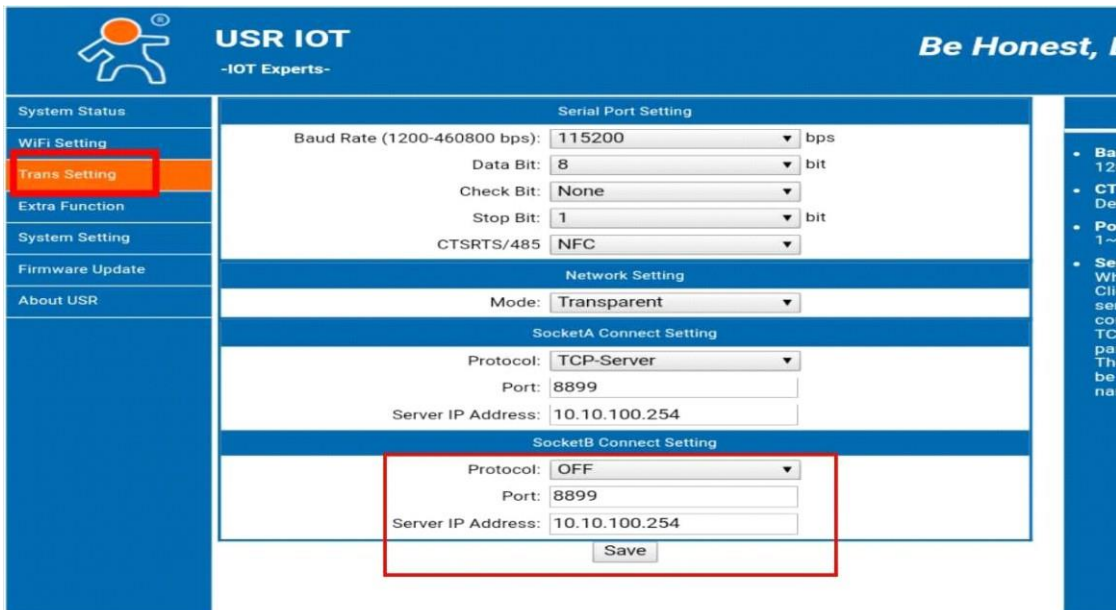 ®
USR IOT
-IOT Experts-
Be Honest,
System Status
WiFi Setting
Trans Setting
Extra Function
System Setting
Firmware Update
About USR
Serial Port Setting
Baud Rate (1200-460800 bps): 115200 bps
Data Bit: 8 bit
Check Bit: None
Stop Bit: 1 bit
CTSRTS/485 NFC
Network Setting
Mode: Transparent
SocketA Connect Setting
Protocol: TCP-Server
Port: 8899
Server IP Address: 10.10.100.254
SocketB Connect Setting
Protocol: OFF
Port: 8899
Server IP Address: 10.10.100.254
Save